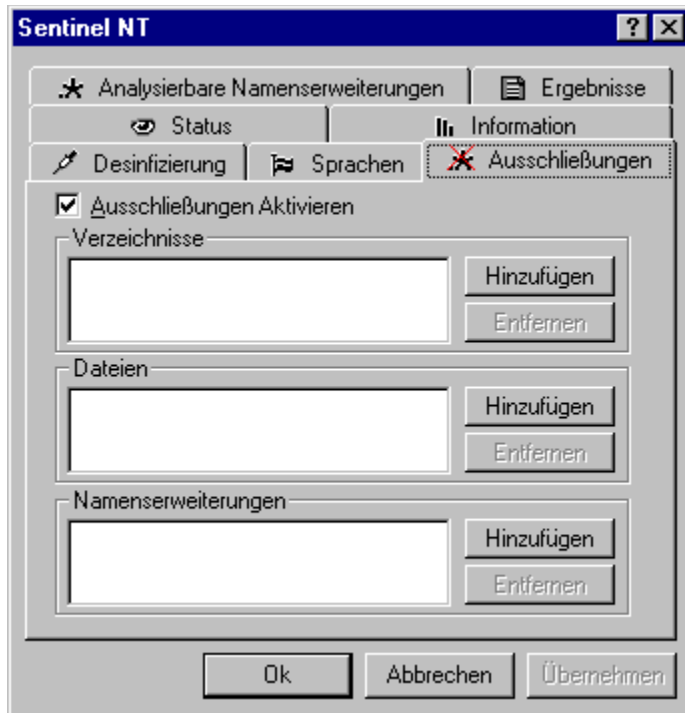 Sentinel NT
Analysierbare Namenserweiterungen
Ergebnisse
Status
Information
Desinfizierung
Sprachen
Ausschließungen
Ausschließungen Aktivieren
Verzeichnisse
Hinzufügen
Entfernen
Dateien
Hinzufügen
Entfernen
Namenserweiterungen
Hinzufügen
Entfernen
Ok
Abbrechen
Übernehmen